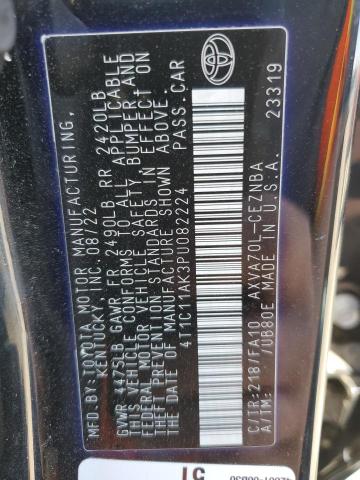 MFD.BY:TOYOTA MOTOR MANUFACTURING,
KENTUCKY, INC. 08/22
GVWR 4475LB GAWR FR. 2490LB RR 2420LB
THIS VEHICLE CONFORMS TO ALL APPLICABLE
FEDERAL MOTOR VEHICLE SAFETY,BUMPER,AND
THEFT PREVENTION STANDARDS IN EFFECT ON
THE DATE OF MANUFACTURE SHOWN ABOVE.
4T1C11AK3PU082224 PASS.CAR
C/TR:218/FA10 AXVA70L-CEZNBA
A/TM: /UB80E MADE IN U.S.A. 23319
51